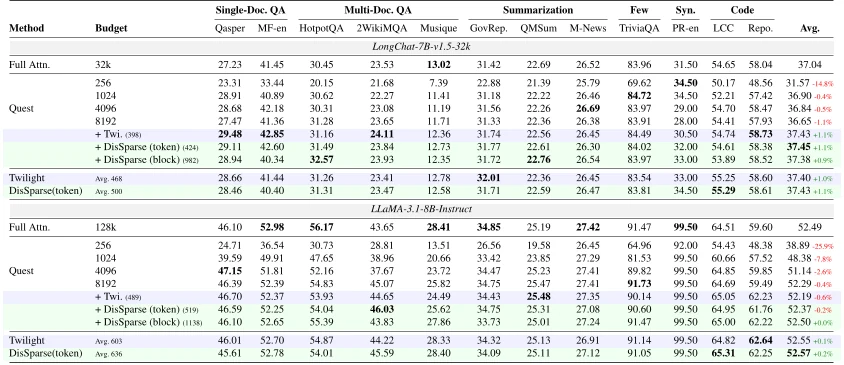 Single-Doc. QA Multi-Doc. QA Summarization Few Syn. Code
Method Budget Qasper MF-en HotpotQA 2WikiMQA Musique GovRep. QMSum M-News TriviaQA PR-en LCC Repo. Avg.
LongChat-7B-v1.5-32k
Full Attn. 32k 27.23 41.45 30.45 23.53 13.02 31.42 22.69 26.52 83.96 31.50 54.65 58.04 37.04
256 23.31 33.44 20.15 21.68 7.39 22.88 21.39 25.79 69.62 34.50 50.17 48.56 31.57 -14.8%
1024 28.91 40.89 30.62 22.27 11.41 31.18 22.22 26.46 84.72 34.50 52.21 57.42 36.90 -0.4%
Quest 4096 28.68 42.18 30.31 23.08 11.19 31.56 22.26 26.69 83.97 29.00 54.70 58.47 36.84 -0.5%
8192 27.47 41.36 31.28 23.65 11.71 31.33 22.36 26.38 83.91 28.00 54.41 57.93 36.65 -1.1%
+ Twi. (398) 29.48 42.85 31.16 24.11 12.36 31.74 22.56 26.45 84.49 30.50 54.74 58.73 37.43 +1.1%
+ DisSparse (token) (424) 29.11 42.60 31.49 23.84 12.73 31.77 22.61 26.30 84.02 32.00 54.61 58.38 37.45 +1.1%
+ DisSparse (block) (982) 28.94 40.34 32.57 23.93 12.35 31.72 22.76 26.54 83.97 33.00 53.89 58.52 37.38 +0.9%
Twilight Avg. 468 28.66 41.44 31.26 23.41 12.78 32.01 22.36 26.45 83.54 33.00 55.25 58.60 37.40 +1.0%
DisSparse(token) Avg. 500 28.46 40.40 31.31 23.47 12.58 31.71 22.59 26.47 83.81 34.50 55.29 58.61 37.43 +1.1%
LLaMA-3.1-8B-Instruct
Full Attn. 128k 46.10 52.98 56.17 43.65 28.41 34.85 25.19 27.42 91.47 99.50 64.51 59.60 52.49
256 24.71 36.54 30.73 28.81 13.51 26.56 19.58 26.45 64.96 92.00 54.43 48.38 38.89 -25.9%
1024 39.59 49.91 47.65 38.96 20.66 33.42 23.85 27.29 81.53 99.50 60.66 57.52 48.38 -7.8%
Quest 4096 47.15 51.81 52.16 37.67 23.72 34.47 25.23 27.41 89.82 99.50 64.85 59.85 51.14 -2.6%
8192 46.39 52.39 54.83 45.07 25.82 34.75 25.47 27.41 91.73 99.50 64.69 59.49 52.29 -0.4%
+ Twi. (489) 46.70 52.37 53.93 44.65 24.49 34.43 25.48 27.35 90.14 99.50 65.05 62.23 52.19 -0.6%
+ DisSparse (token) (519) 46.59 52.25 54.04 46.03 25.62 34.75 25.31 27.08 90.60 99.50 64.95 61.76 52.37 -0.2%
+ DisSparse (block) (1138) 46.10 52.65 55.39 43.83 27.86 33.73 25.01 27.24 91.47 99.50 65.00 62.22 52.50 +0.0%
Twilight Avg. 603 46.01 52.70 54.87 44.22 28.33 34.32 25.13 26.91 91.14 99.50 64.82 62.64 52.55 +0.1%
DisSparse(token) Avg. 636 45.61 52.78 54.01 45.59 28.40 34.09 25.11 27.12 91.05 99.50 65.31 62.25 52.57 +0.2%